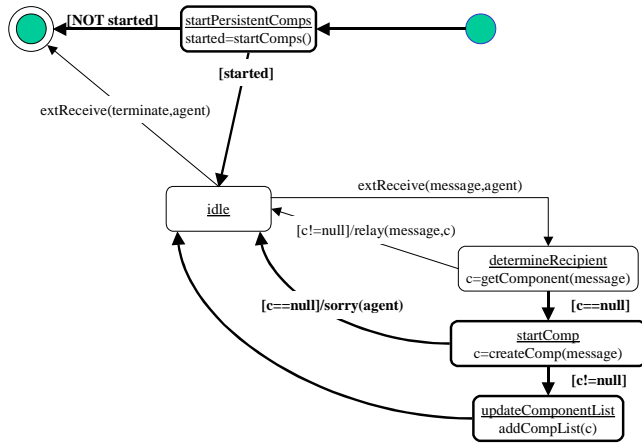 [NOT started]
startPersistentComps
started=startComps()
[started]
extReceive(terminate,agent)
idle
extReceive(message,agent)
[c!=null]/relay(message,c)
determineRecipient
c=getComponent(message)
[c==null]/sorry(agent)
[c==null]
startComp
c=createComp(message)
[c!=null]
updateComponentList
addCompList(c)